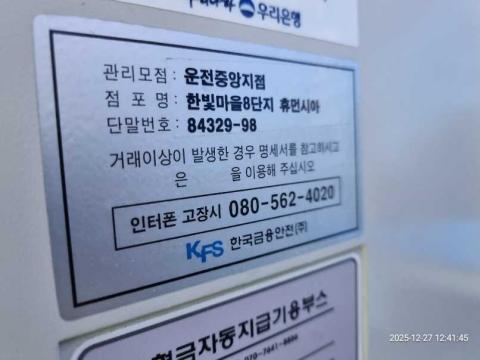 우리은행
관리모점 : 운전중앙지점
점 포 명 : 한빛마을8단지 휴먼시아
단말번호 : 84329-98
거래이상이 발생한 경우 명세서를 참고하시고
은 을 이용해 주십시오
인터폰 고장시 080-562-4020
KFS 한국금융안전(주)
현금자동지급기용부스
2025-12-27 12:41:45